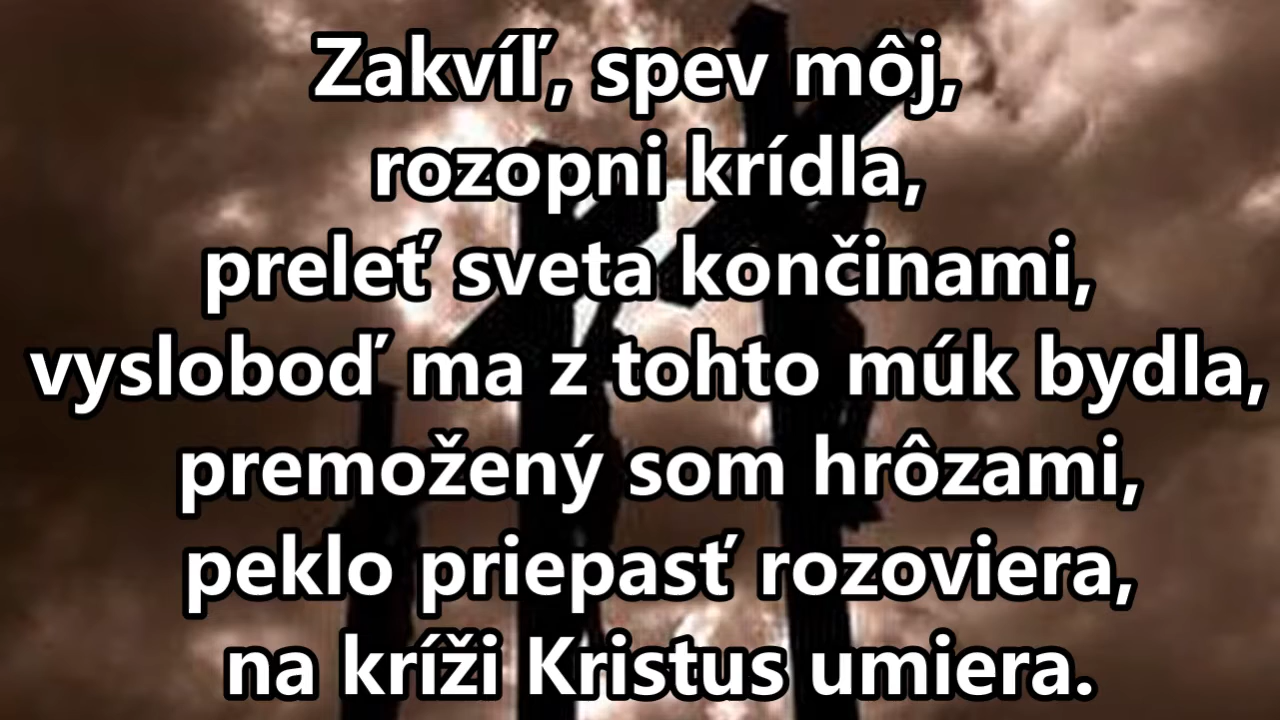 Zakvíľ, spev môj,
rozopni krídla,
preleť sveta končinami,
vysloboď ma z tohto múk bydla,
premožený som hrôzami,
peklo priepasť rozoviera,
na kríži Kristus umiera.